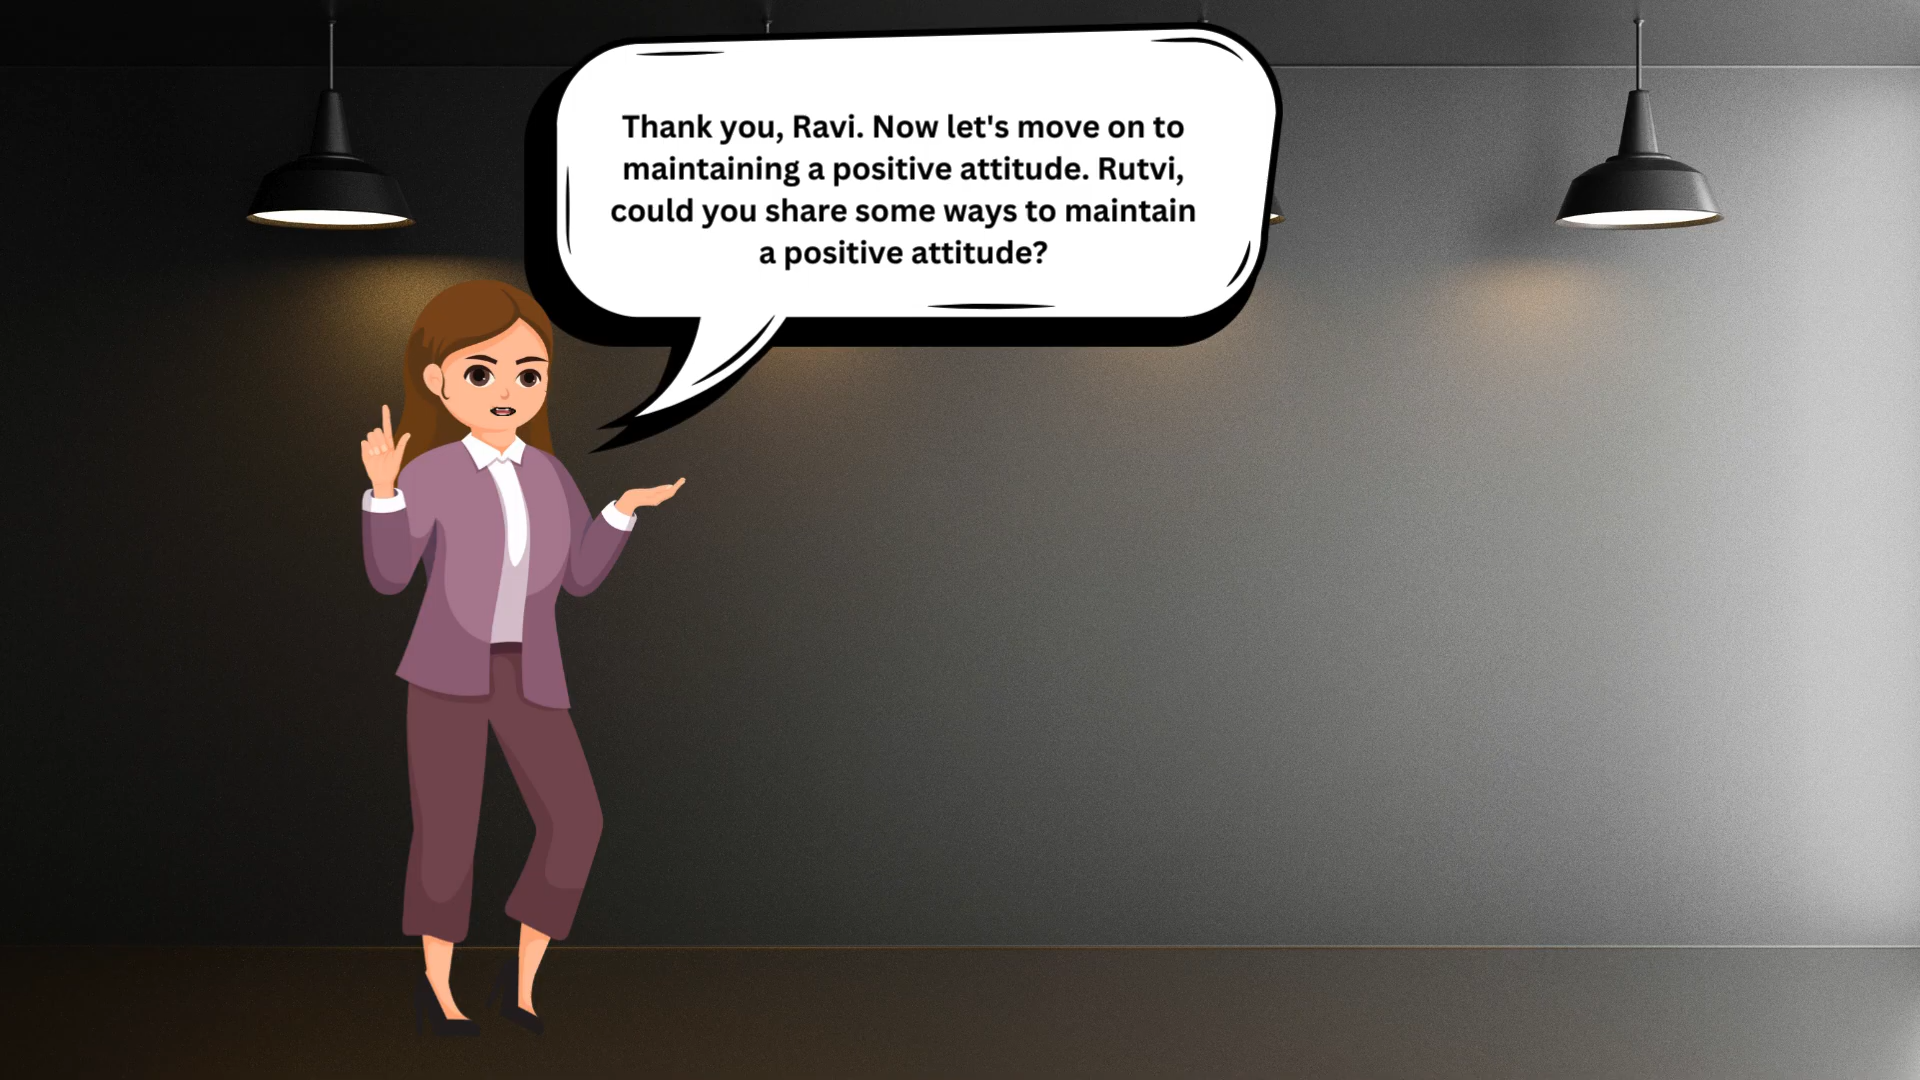 Thank you, Ravi. Now let's move on to
maintaining a positive attitude. Rutvi,
could you share some ways to maintain
a positive attitude?